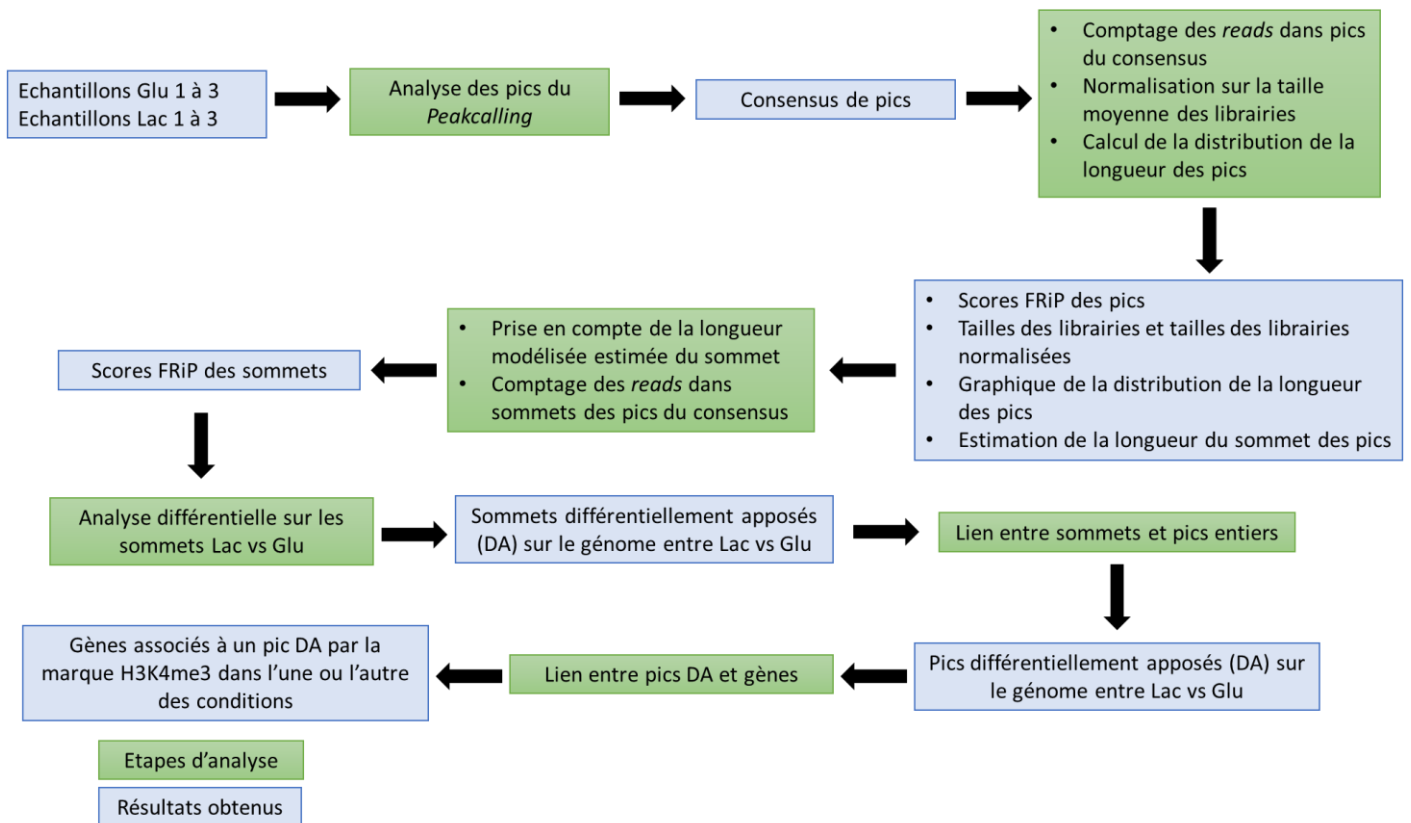 Echantillons Glu 1 à 3
Echantillons Lac 1 à 3
Analyse des pics du
Peakcalling
Consensus de pics
• Comptage des reads dans pics
du consensus
• Normalisation sur la taille
moyenne des librairies
• Calcul de la distribution de la
longueur des pics
• Scores FRiP des pics
• Tailles des librairies et tailles des librairies
normalisées
• Graphique de la distribution de la longueur
des pics
• Estimation de la longueur du sommet des pics
• Prise en compte de la longueur
modélisée estimée du sommet
• Comptage des reads dans
sommets des pics du consensus
Scores FRiP des sommets
Analyse différentielle sur les
sommets Lac vs Glu
Sommets différentiellement apposés
(DA) sur le génome entre Lac vs Glu
Lien entre sommets et pics entiers
Pics différentiellement apposés (DA) sur
le génome entre Lac vs Glu
Lien entre pics DA et gènes
Gènes associés à un pic DA par la
marque H3K4me3 dans l’une ou l’autre
des conditions
Etapes d’analyse
Résultats obtenus